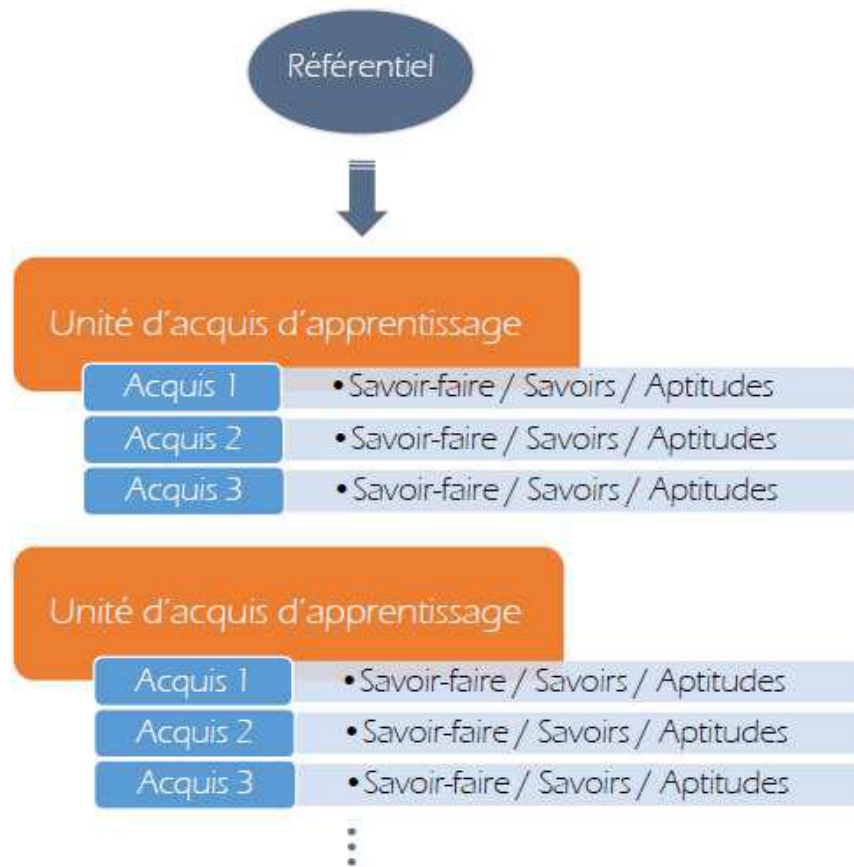 Référentiel
Unité d'acquis d'apprentissage
Acquis 1 •Savoir-faire / Savoirs / Aptitudes
Acquis 2 •Savoir-faire / Savoirs / Aptitudes
Acquis 3 •Savoir-faire / Savoirs / Aptitudes
Unité d'acquis d'apprentissage
Acquis 1 •Savoir-faire / Savoirs / Aptitudes
Acquis 2 •Savoir-faire / Savoirs / Aptitudes
Acquis 3 •Savoir-faire / Savoirs / Aptitudes